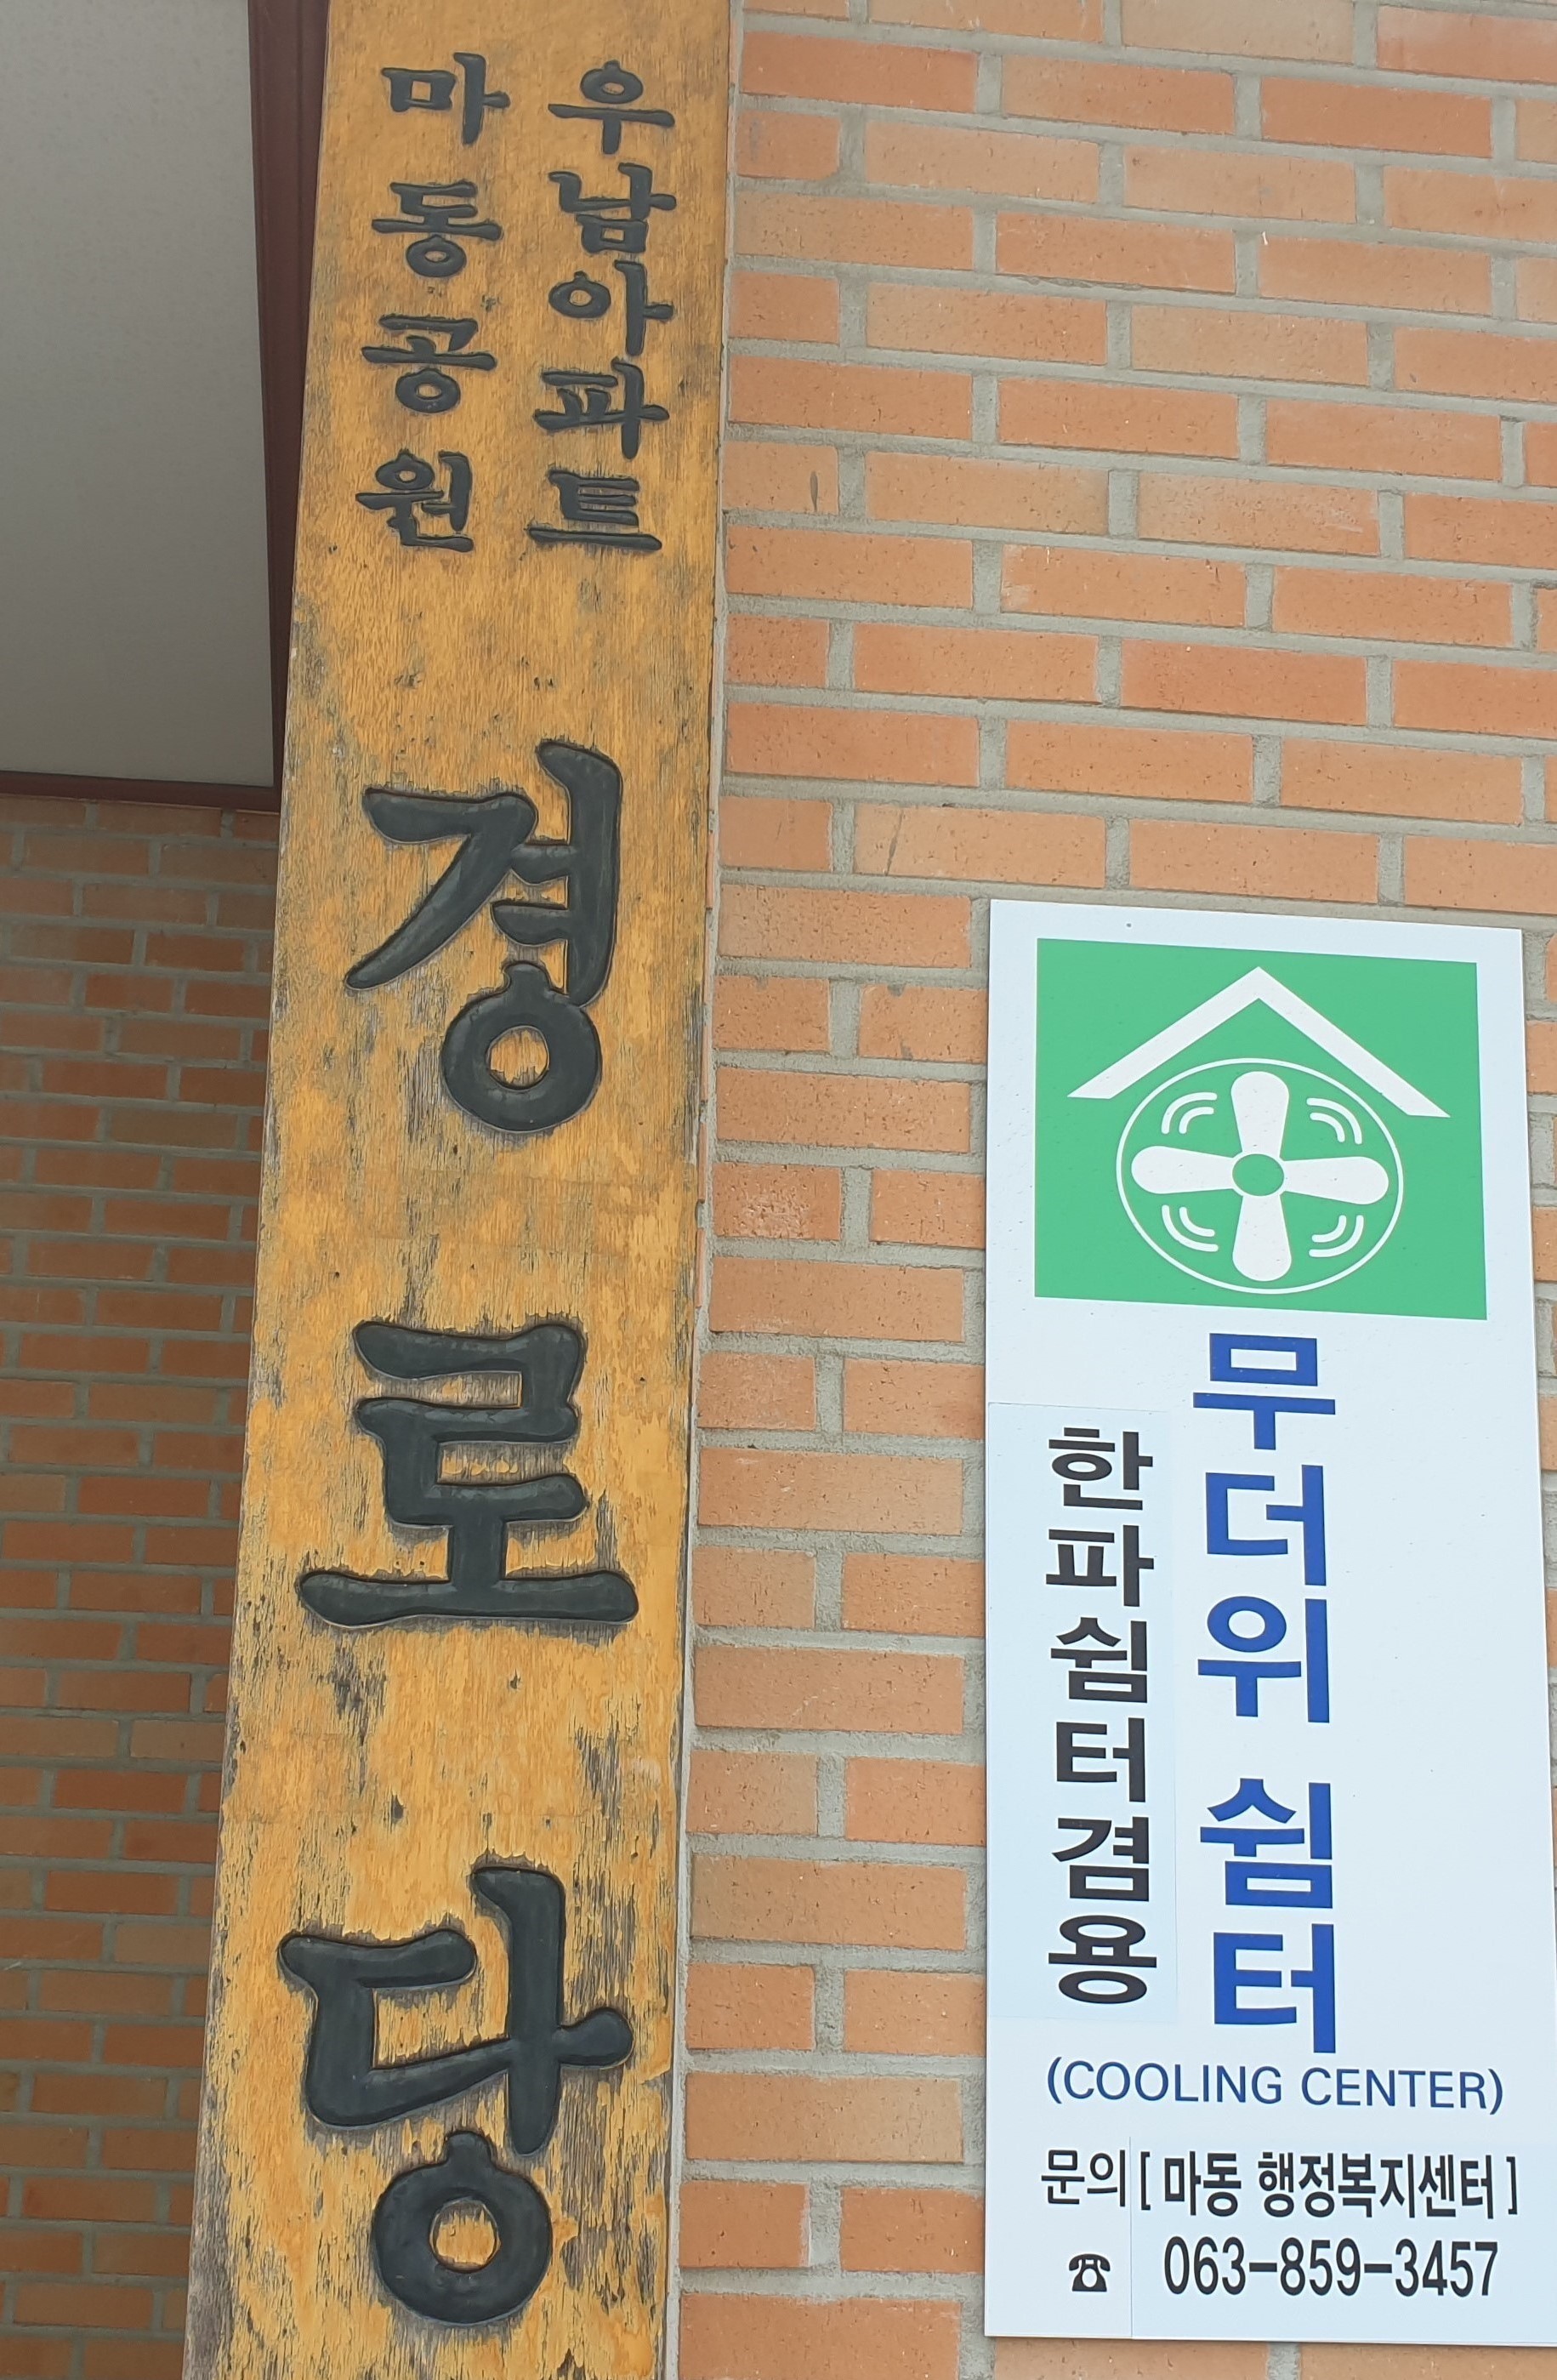 우남아파트
마동공원
경로당
무더위 쉼터
한파쉼터겸용
(COOLING CENTER)
문의 [ 마동 행정복지센터 ]
☎ 063-859-3457